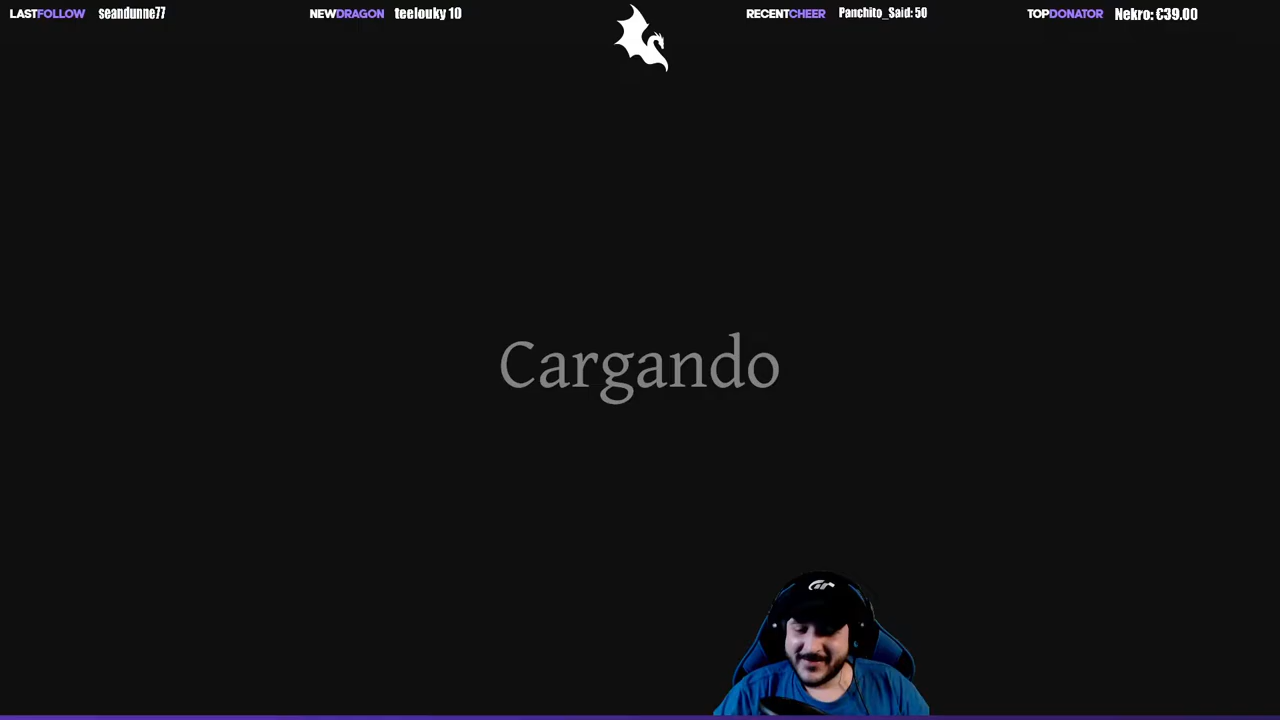 LASTFOLLOW seandunne77 NEWDRAGON teelouky 10 RECENTCHEER Panchito_Said: 50 TOPDONATOR Nekro: €39.00
Cargando